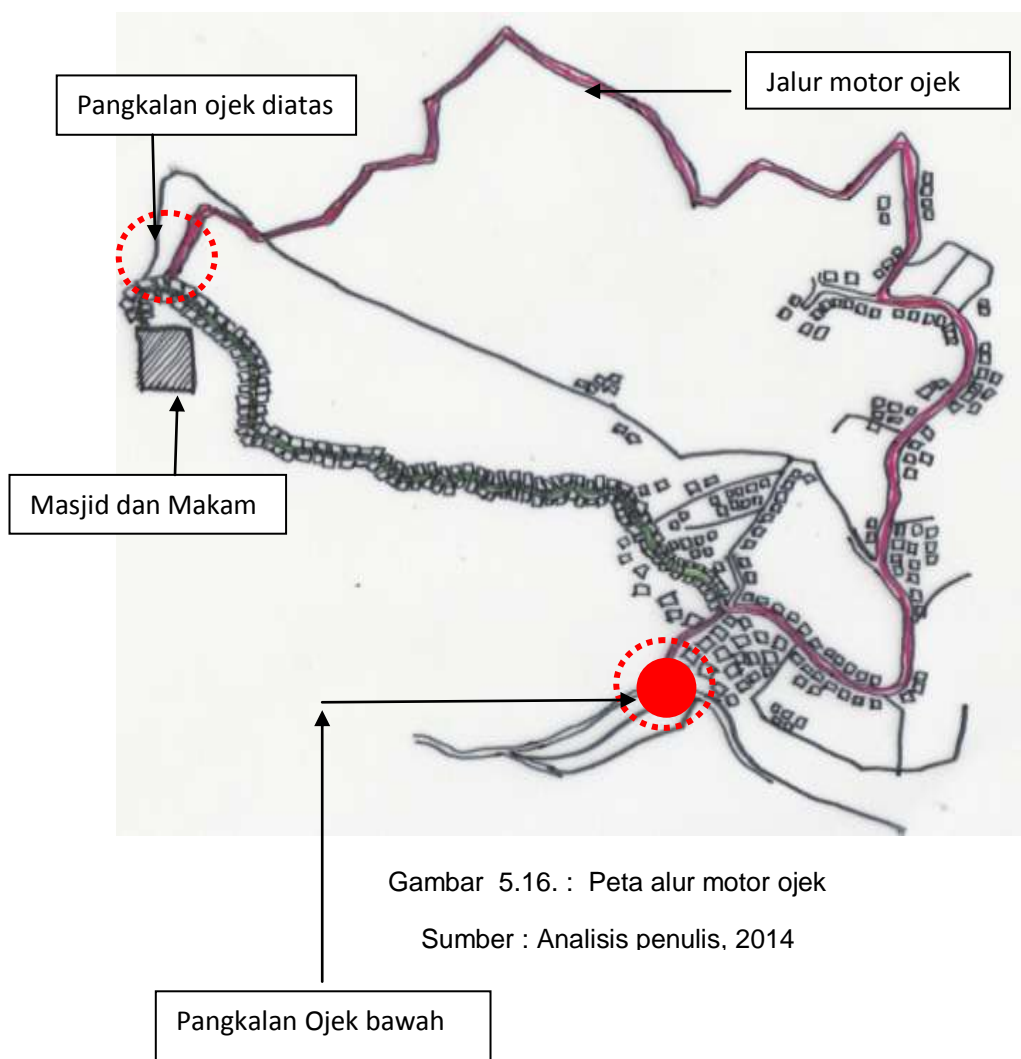 Pangkalan ojek diatas
Jalur motor ojek
Masjid dan Makam
Gambar 5.16. : Peta alur motor ojek
Sumber : Analisis penulis, 2014
Pangkalan Ojek bawah